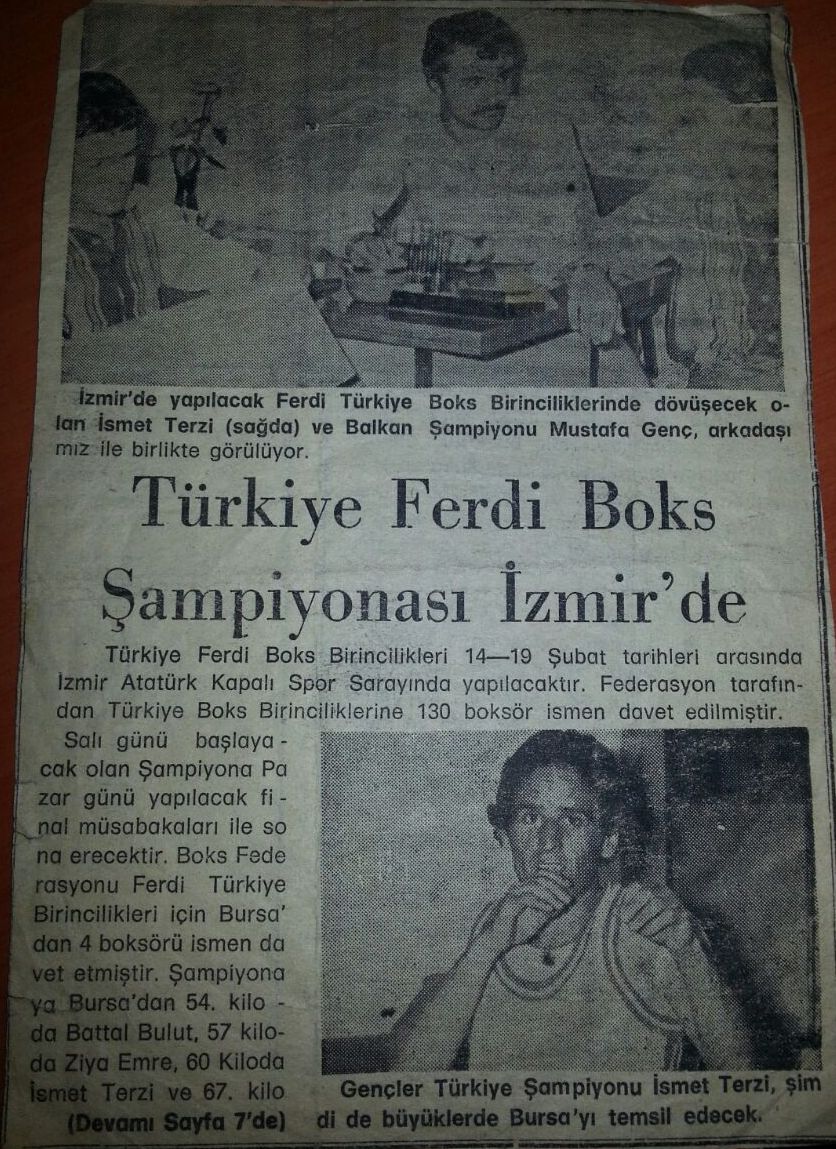 İzmir'de yapılacak Ferdi Türkiye Boks Birinciliklerinde dövüşecek o-
lan İsmet Terzi (sağda) ve Balkan Şampiyonu Mustafa Genç, arkadaşı
mız ile birlikte görülüyor.
Türkiye Ferdi Boks
Şampiyonası İzmir'de
Türkiye Ferdi Boks Birincilikleri 14—19 Şubat tarihleri arasında
İzmir Atatürk Kapalı Spor Sarayında yapılacaktır. Federasyon tarafın-
dan Türkiye Boks Birinciliklerine 130 boksör ismen davet edilmiştir.
Salı günü başlaya -
cak olan Şampiyona Pa
zar günü yapılacak fi -
nal müsabakaları ile so
na erecektir. Boks Fede
rasyonu Ferdi Türkiye
Birincilikleri için Bursa'
dan 4 boksörü ismen da
vet etmiştir. Şampiyona
ya Bursa'dan 54. kilo -
da Battal Bulut, 57 kilo-
da Ziya Emre, 60 Kiloda
İsmet Terzi ve 67. kilo
(Devamı Sayfa 7'de)
Gençler Türkiye Şampiyonu İsmet Terzi, şim
di de büyüklerde Bursa'yı temsil edecek.